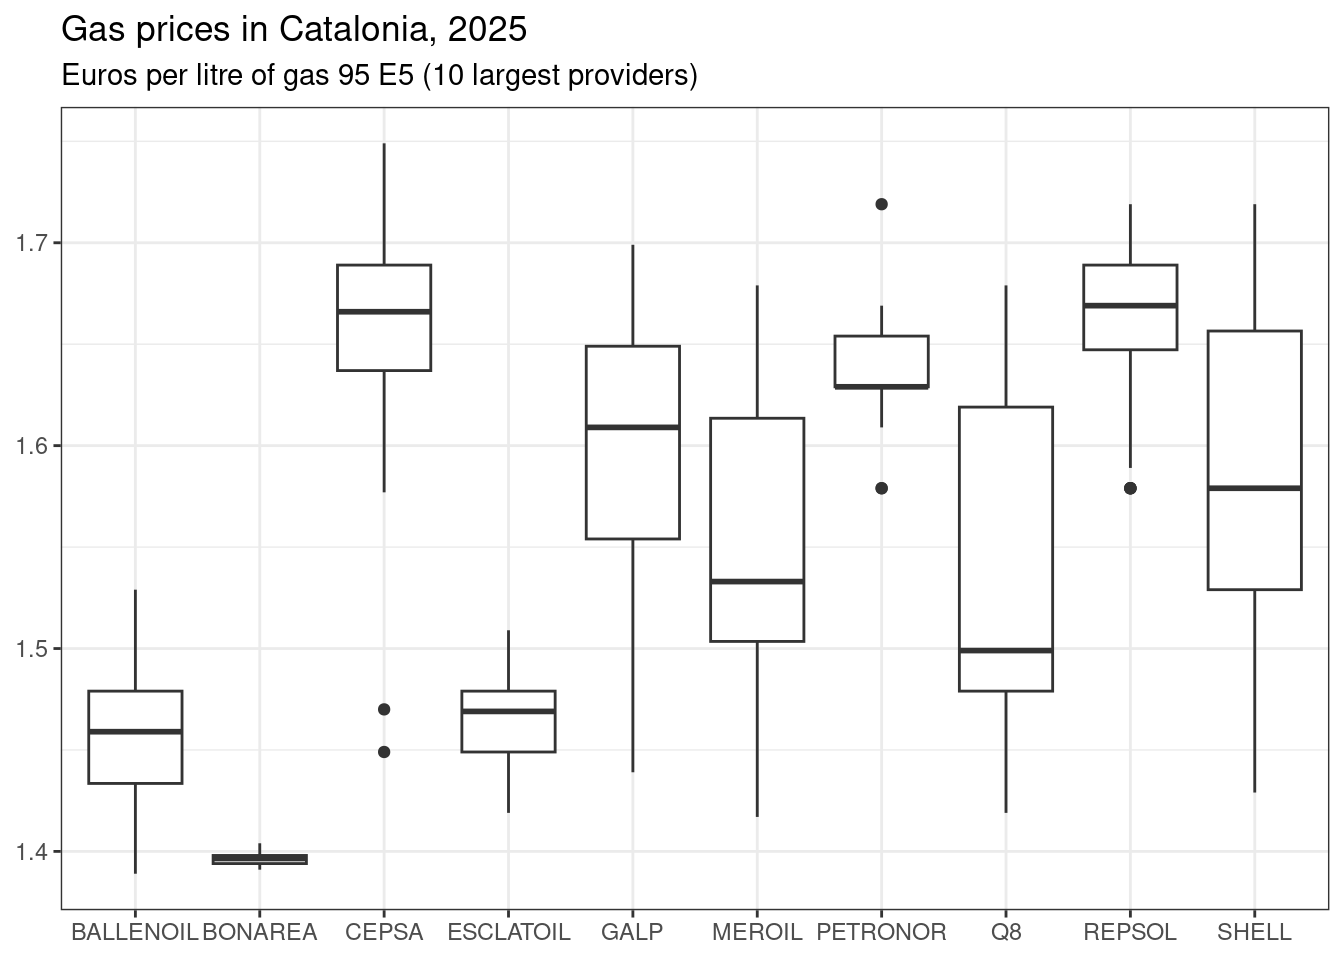 Gas prices in Catalonia, 2025
Euros per litre of gas 95 E5 (10 largest providers)
1.7
1.6
1.5
1.4
BALLENOIL BONAREA CEPSA ESCLATOIL GALP MEROIL PETRONOR Q8 REPSOL SHELL